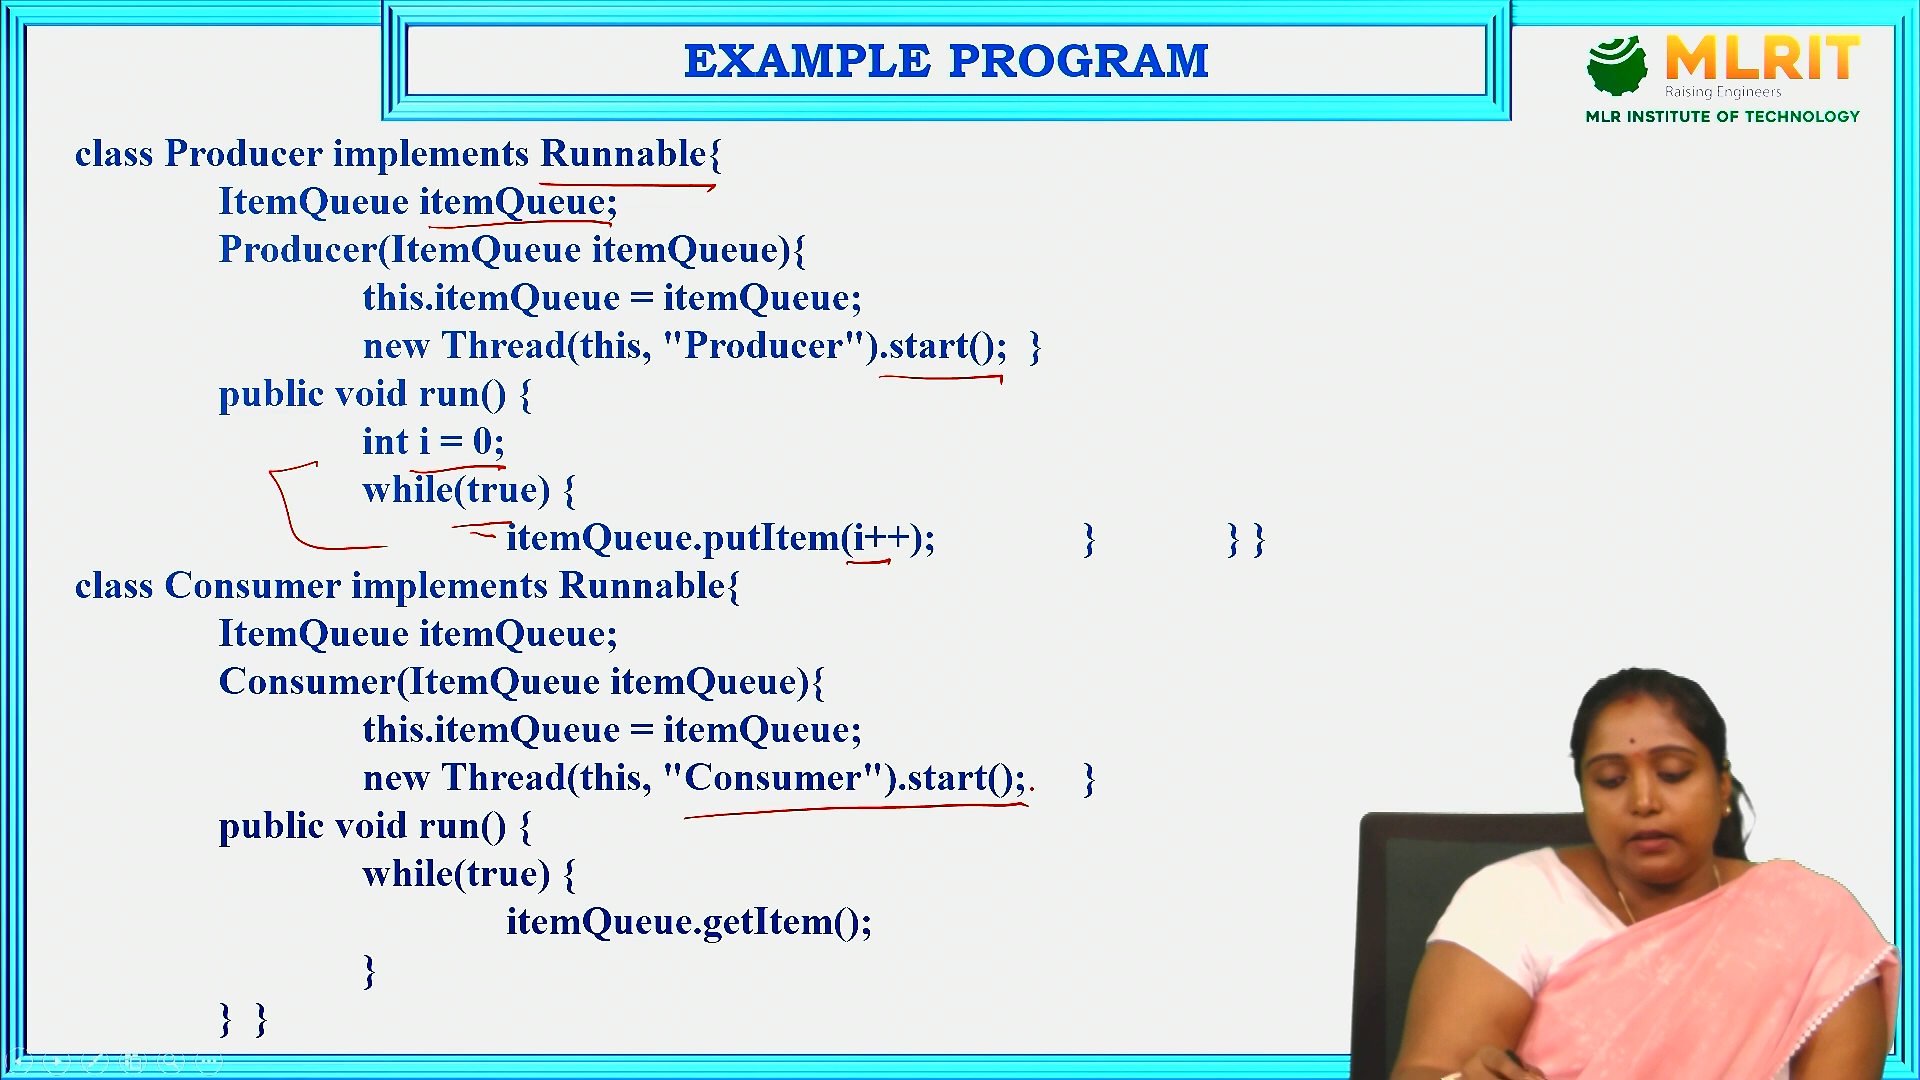 EXAMPLE PROGRAM
MLRIT
Raising Engineers
MLR INSTITUTE OF TECHNOLOGY
class Producer implements Runnable{
ItemQueue itemQueue;
Producer(ItemQueue itemQueue){
this.itemQueue = itemQueue;
new Thread(this, "Producer").start(); }
public void run() {
int i = 0;
while(true) {
itemQueue.putItem(i++); } } }
class Consumer implements Runnable{
ItemQueue itemQueue;
Consumer(ItemQueue itemQueue){
this.itemQueue = itemQueue;
new Thread(this, "Consumer").start(); }
public void run() {
while(true) {
itemQueue.getItem();
}
} }